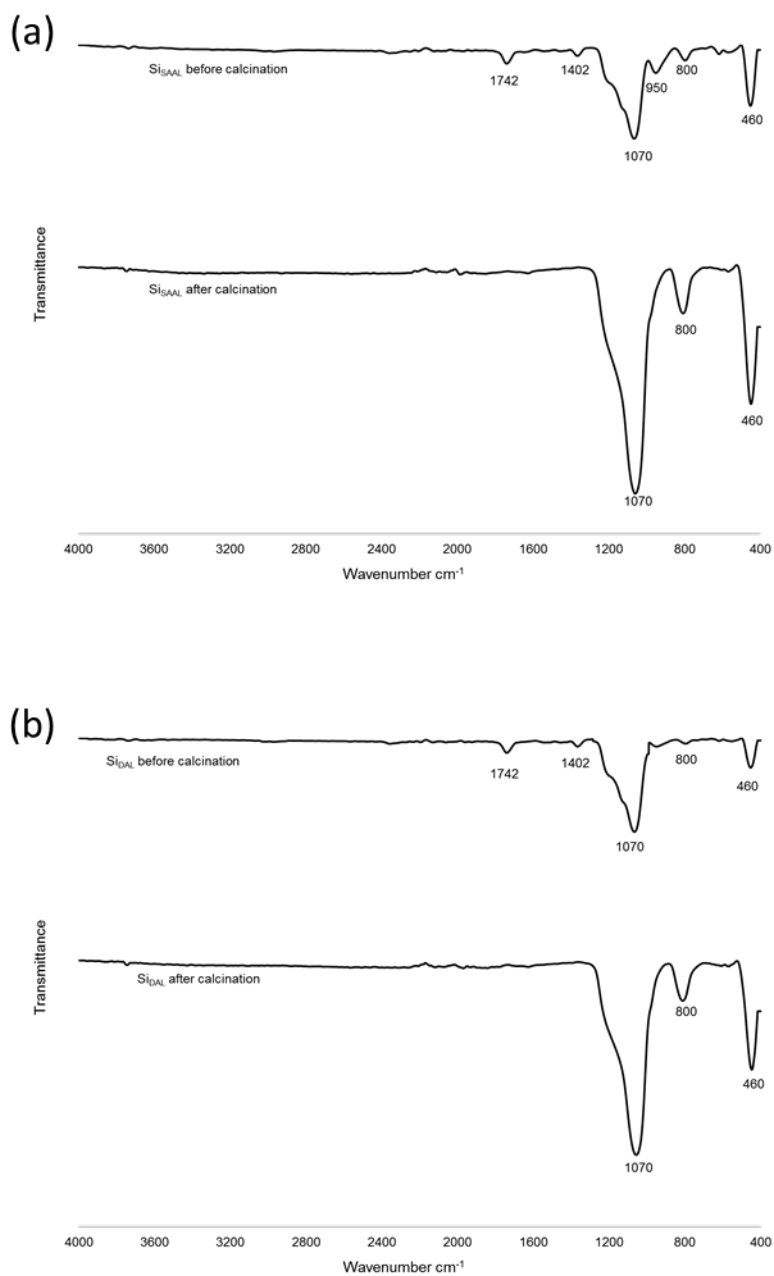 (a)
Si_SAAL before calcination
1742
1402
950
800
460
1070
Transmittance
Si_SAAL after calcination
800
460
1070
4000 3600 3200 2800 2400 2000 1600 1200 800 400
Wavenumber cm⁻¹
(b)
Si_DAL before calcination
1742
1402
800
460
1070
Transmittance
Si_DAL after calcination
800
460
1070
4000 3600 3200 2800 2400 2000 1600 1200 800 400
Wavenumber cm⁻¹